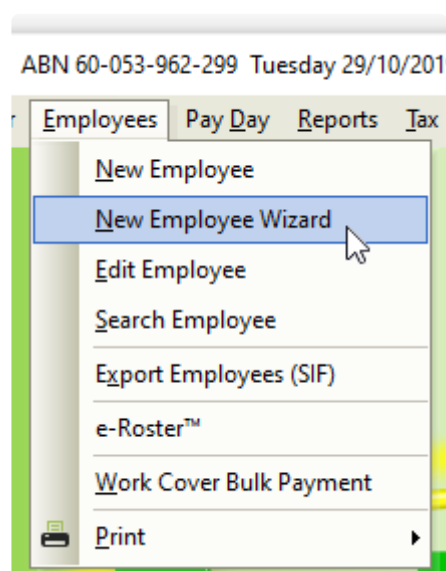 ABN 60-053-962-299 Tuesday 29/10/201
Employees Pay Day Reports Tax
New Employee
New Employee Wizard
Edit Employee
Search Employee
Export Employees (SIF)
e-Roster™
Work Cover Bulk Payment
Print